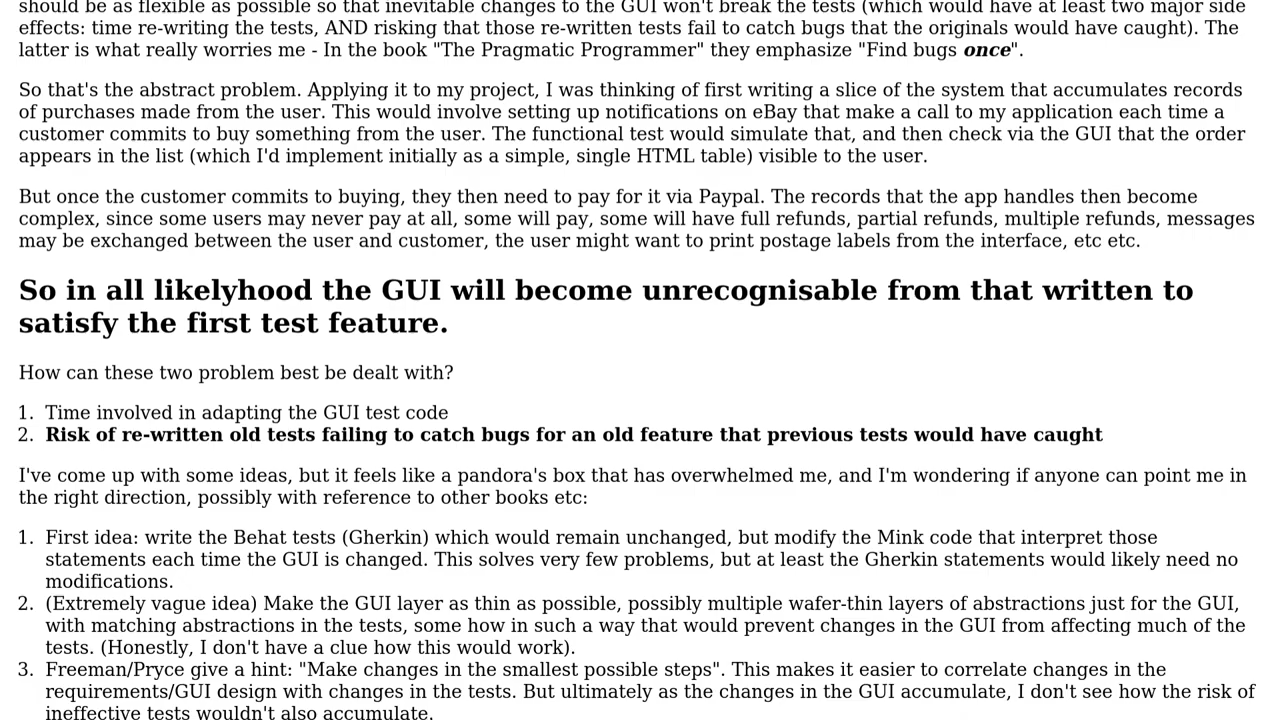 should be as flexible as possible so that inevitable changes to the GUI won't break the tests (which would have at least two major side
effects: time re-writing the tests, AND risking that those re-written tests fail to catch bugs that the originals would have caught). The
latter is what really worries me - In the book "The Pragmatic Programmer" they emphasize "Find bugs once".
So that's the abstract problem. Applying it to my project, I was thinking of first writing a slice of the system that accumulates records
of purchases made from the user. This would involve setting up notifications on eBay that make a call to my application each time a
customer commits to buy something from the user. The functional test would simulate that, and then check via the GUI that the order
appears in the list (which I'd implement initially as a simple, single HTML table) visible to the user.
But once the customer commits to buying, they then need to pay for it via Paypal. The records that the app handles then become
complex, since some users may never pay at all, some will pay, some will have full refunds, partial refunds, multiple refunds, messages
may be exchanged between the user and customer, the user might want to print postage labels from the interface, etc etc.
So in all likelyhood the GUI will become unrecognisable from that written to
satisfy the first test feature.
How can these two problem best be dealt with?
1. Time involved in adapting the GUI test code
2. Risk of re-written old tests failing to catch bugs for an old feature that previous tests would have caught
I've come up with some ideas, but it feels like a pandora's box that has overwhelmed me, and I'm wondering if anyone can point me in
the right direction, possibly with reference to other books etc:
1. First idea: write the Behat tests (Gherkin) which would remain unchanged, but modify the Mink code that interpret those
statements each time the GUI is changed. This solves very few problems, but at least the Gherkin statements would likely need no
modifications.
2. (Extremely vague idea) Make the GUI layer as thin as possible, possibly multiple wafer-thin layers of abstractions just for the GUI,
with matching abstractions in the tests, some how in such a way that would prevent changes in the GUI from affecting much of the
tests. (Honestly, I don't have a clue how this would work).
3. Freeman/Pryce give a hint: "Make changes in the smallest possible steps". This makes it easier to correlate changes in the
requirements/GUI design with changes in the tests. But ultimately as the changes in the GUI accumulate, I don't see how the risk of
ineffective tests wouldn't also accumulate.